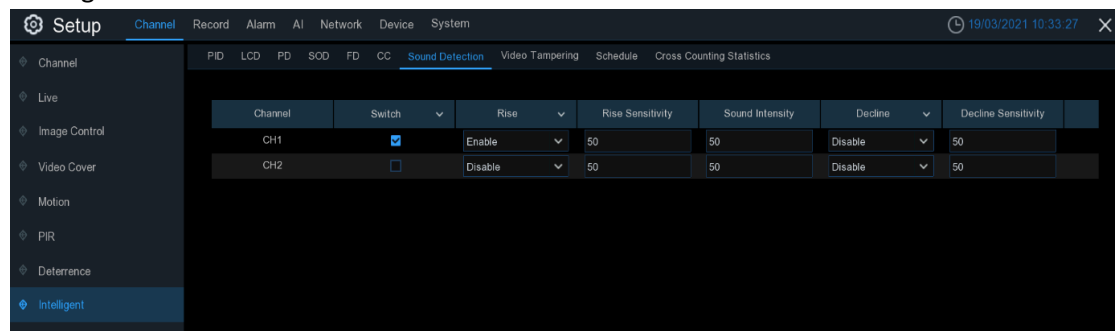 Setup Channel Record Alarm AI Network Device System 19/03/2021 10:33:27
PID LCD PD SOD FD CC Sound Detection Video Tampering Schedule Cross Counting Statistics
Channel
Live
Image Control
Video Cover
Motion
PIR
Deterrence
Intelligent
Channel Switch Rise Rise Sensitivity Sound Intensity Decline Decline Sensitivity
CH1 Enable 50 50 Disable 50
CH2 Disable 50 50 Disable 50